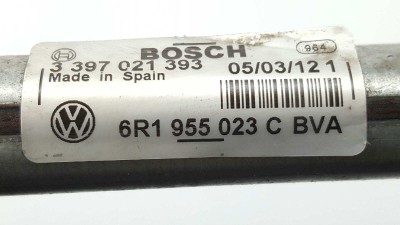 BOSCH
964
3 397 021 393
05/03/12 1
Made in Spain
6R1 955 023 C BVA